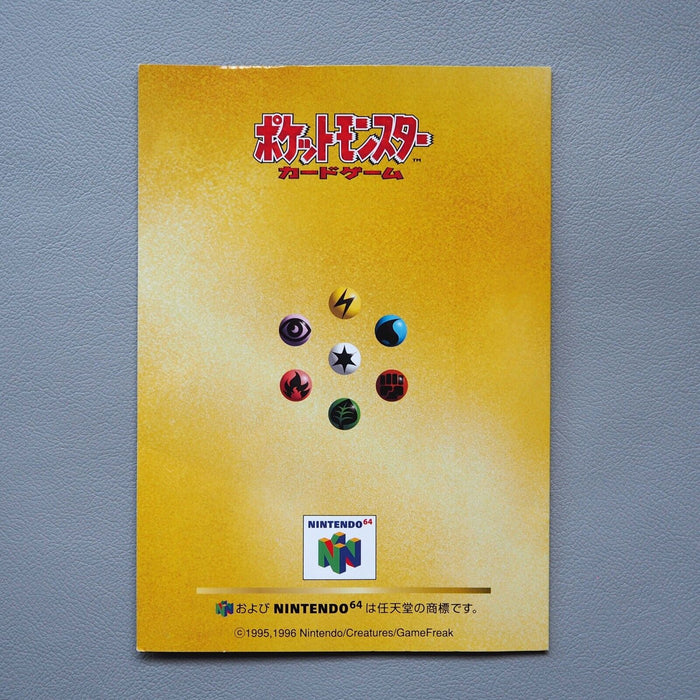 ポケットモンスター™
カードゲーム
NINTENDO64
および NINTENDO64 は任天堂の商標です。
©1995,1996 Nintendo/Creatures/GameFreak